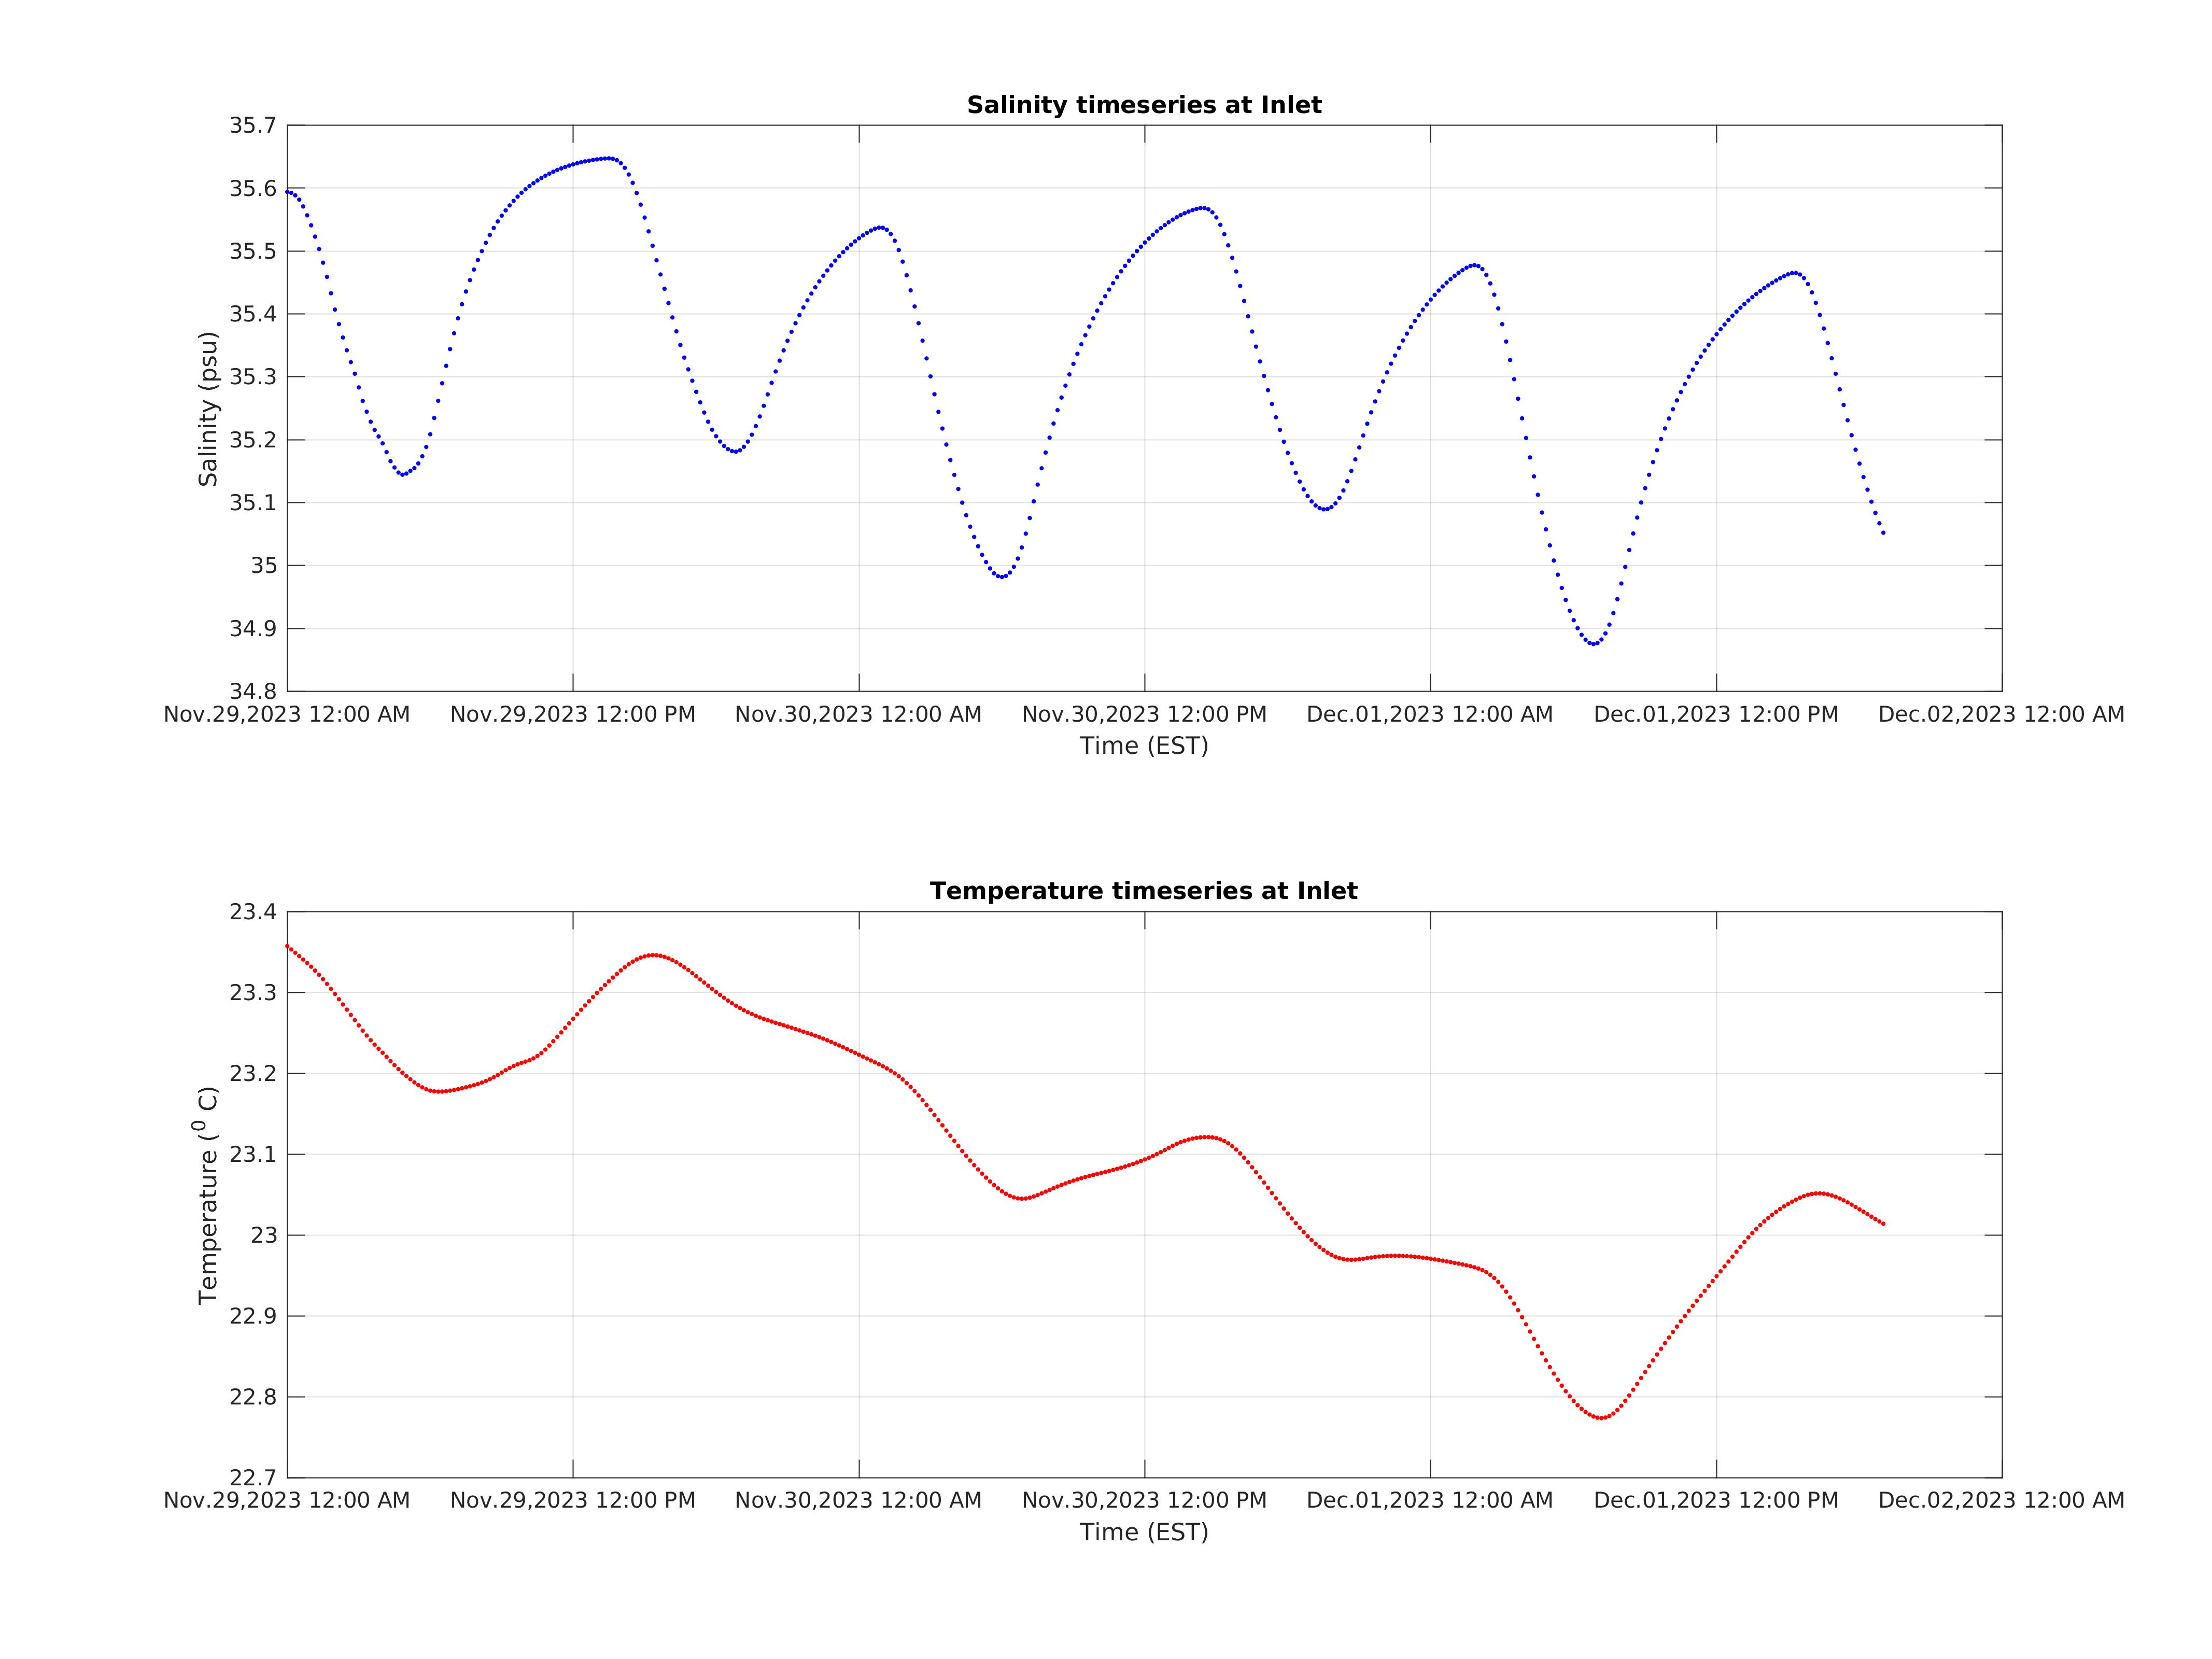 Salinity timeseries at Inlet
35.7
35.6
35.5
35.4
35.3
35.2
35.1
35
34.9
34.8
Salinity (psu)
Nov.29,2023 12:00 AM Nov.29,2023 12:00 PM Nov.30,2023 12:00 AM Nov.30,2023 12:00 PM Dec.01,2023 12:00 AM Dec.01,2023 12:00 PM Dec.02,2023 12:00 AM
Time (EST)
Temperature timeseries at Inlet
23.4
23.3
23.2
23.1
23
22.9
22.8
22.7
Temperature (⁰ C)
Nov.29,2023 12:00 AM Nov.29,2023 12:00 PM Nov.30,2023 12:00 AM Nov.30,2023 12:00 PM Dec.01,2023 12:00 AM Dec.01,2023 12:00 PM Dec.02,2023 12:00 AM
Time (EST)